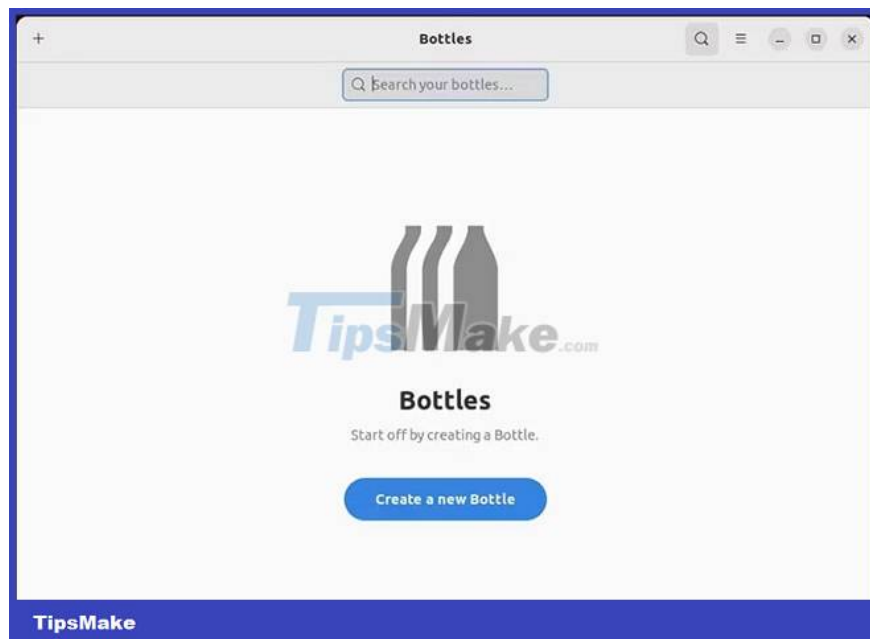 Bottles
Search your bottles...
TipsMake.com
Bottles
Start off by creating a Bottle.
Create a new Bottle
TipsMake